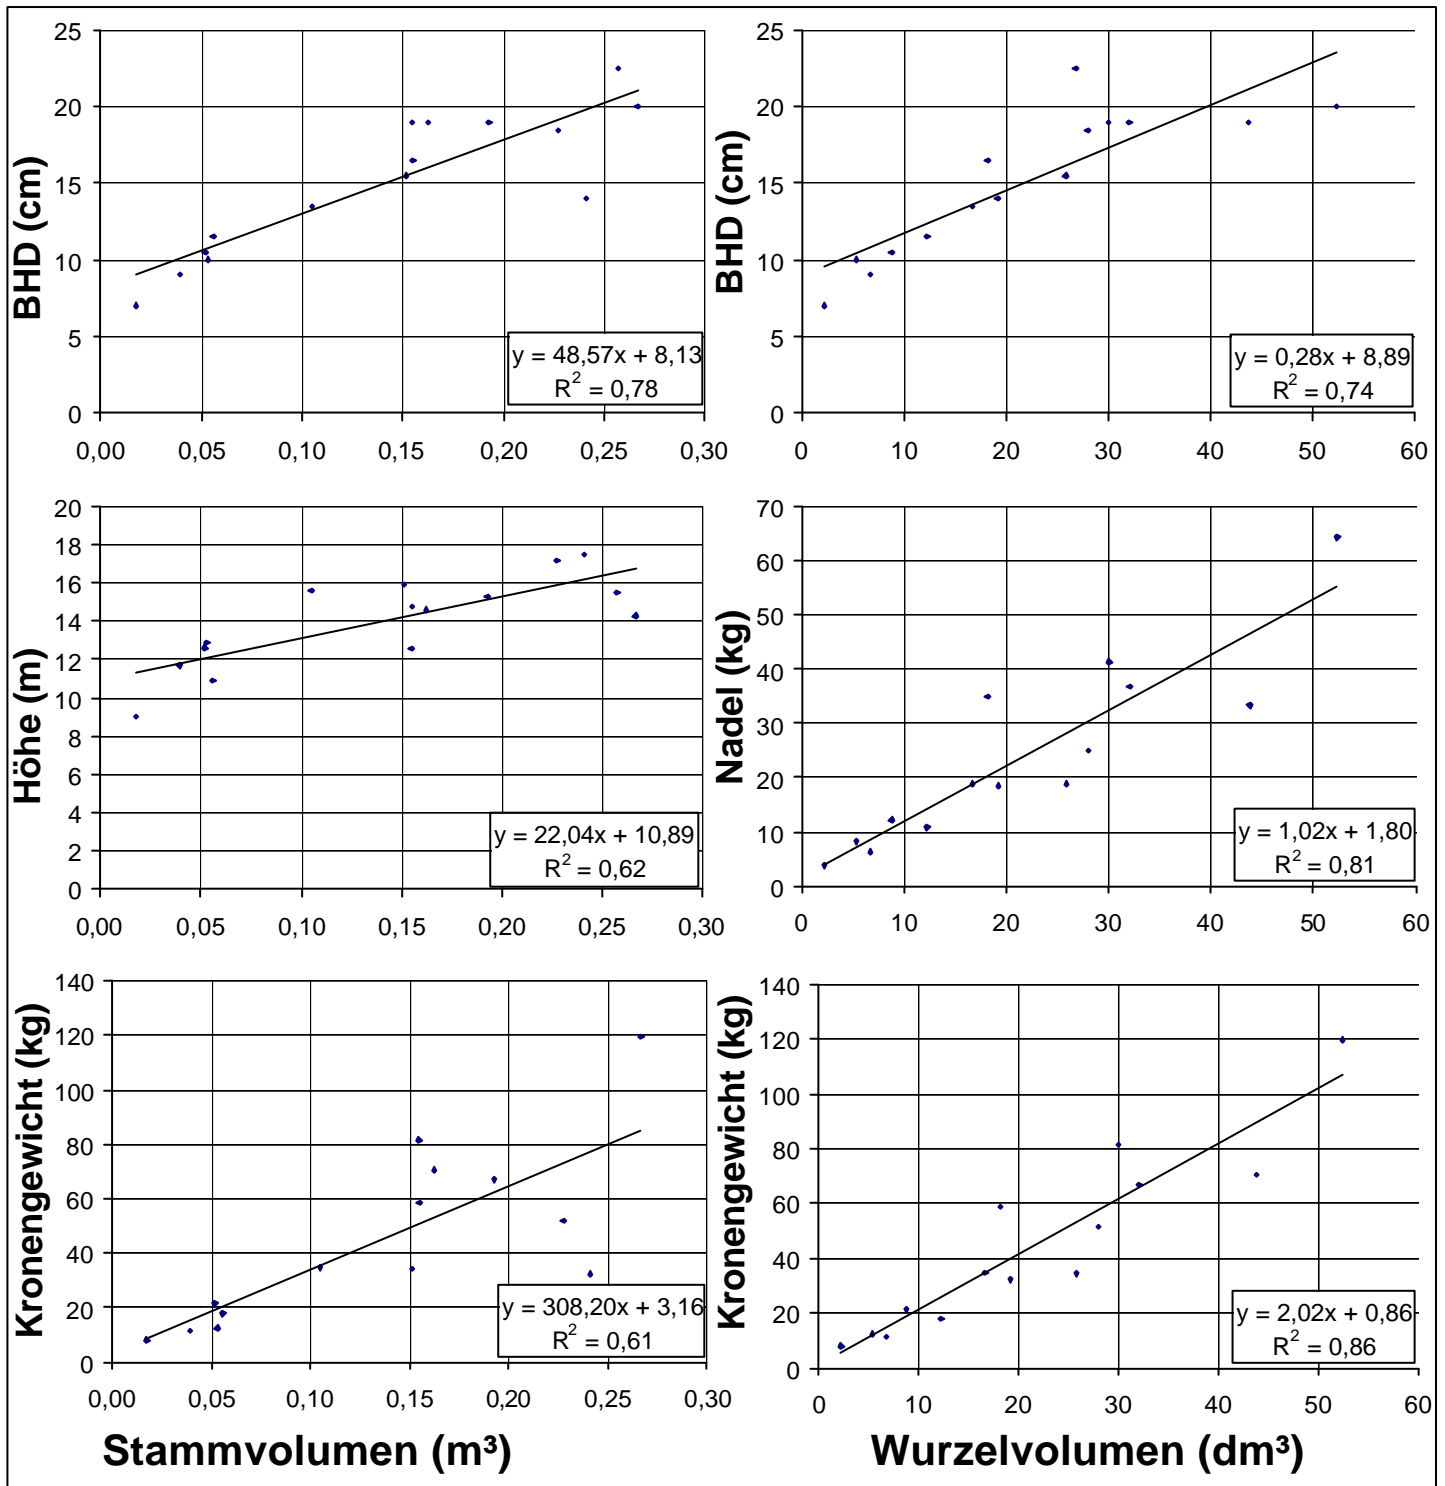 25
20
15
10
5
0
BHD (cm)
y = 48,57x + 8,13
R² = 0,78
0,00 0,05 0,10 0,15 0,20 0,25 0,30
25
20
15
10
5
0
BHD (cm)
y = 0,28x + 8,89
R² = 0,74
0 10 20 30 40 50 60
20
18
16
14
12
10
8
6
4
2
0
Höhe (m)
y = 22,04x + 10,89
R² = 0,62
0,00 0,05 0,10 0,15 0,20 0,25 0,30
70
60
50
40
30
20
10
0
Nadel (kg)
y = 1,02x + 1,80
R² = 0,81
0 10 20 30 40 50 60
140
120
100
80
60
40
20
0
Kronengewicht (kg)
y = 308,20x + 3,16
R² = 0,61
0,00 0,05 0,10 0,15 0,20 0,25 0,30
Stammvolumen (m³)
140
120
100
80
60
40
20
0
Kronengewicht (kg)
y = 2,02x + 0,86
R² = 0,86
0 10 20 30 40 50 60
Wurzelvolumen (dm³)